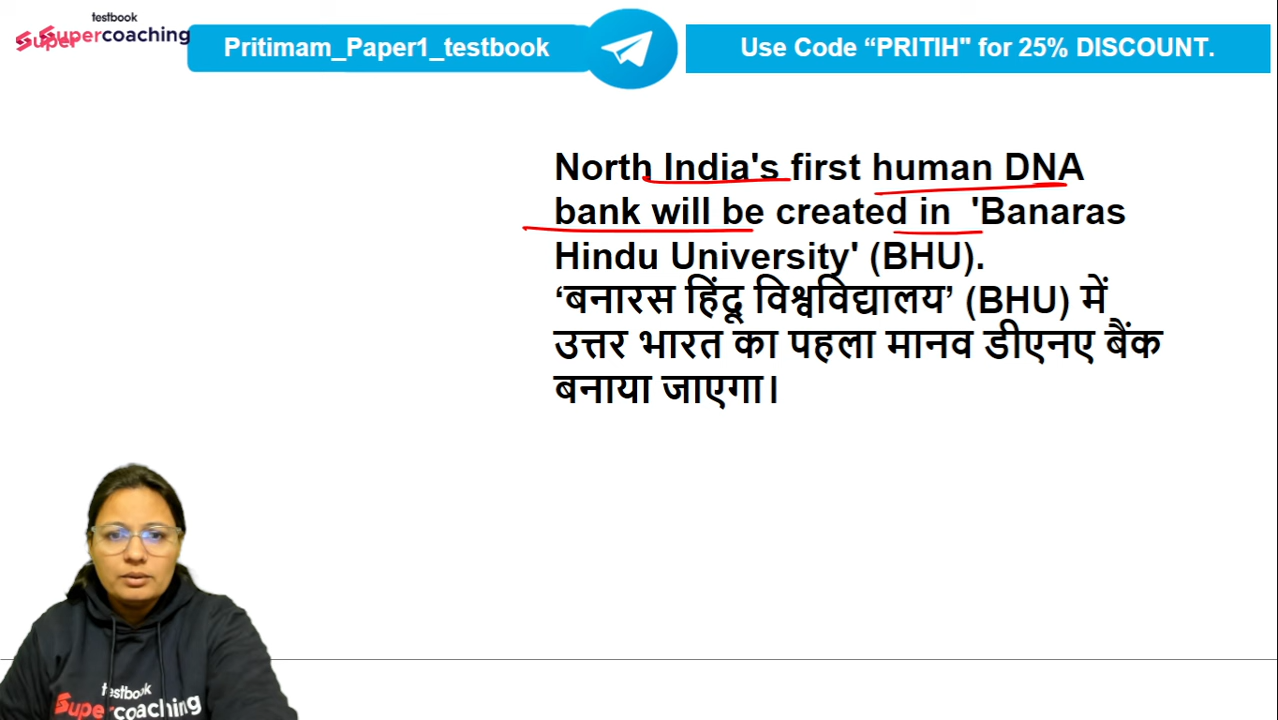 testbook
Super Supercoaching
Pritimam_Paper1_testbook
Use Code “PRITIH" for 25% DISCOUNT.
North India's first human DNA
bank will be created in 'Banaras
Hindu University' (BHU).
‘बनारस हिंदू विश्वविद्यालय’ (BHU) में
उत्तर भारत का पहला मानव डीएनए बैंक
बनाया जाएगा।
testbook
Supercoaching